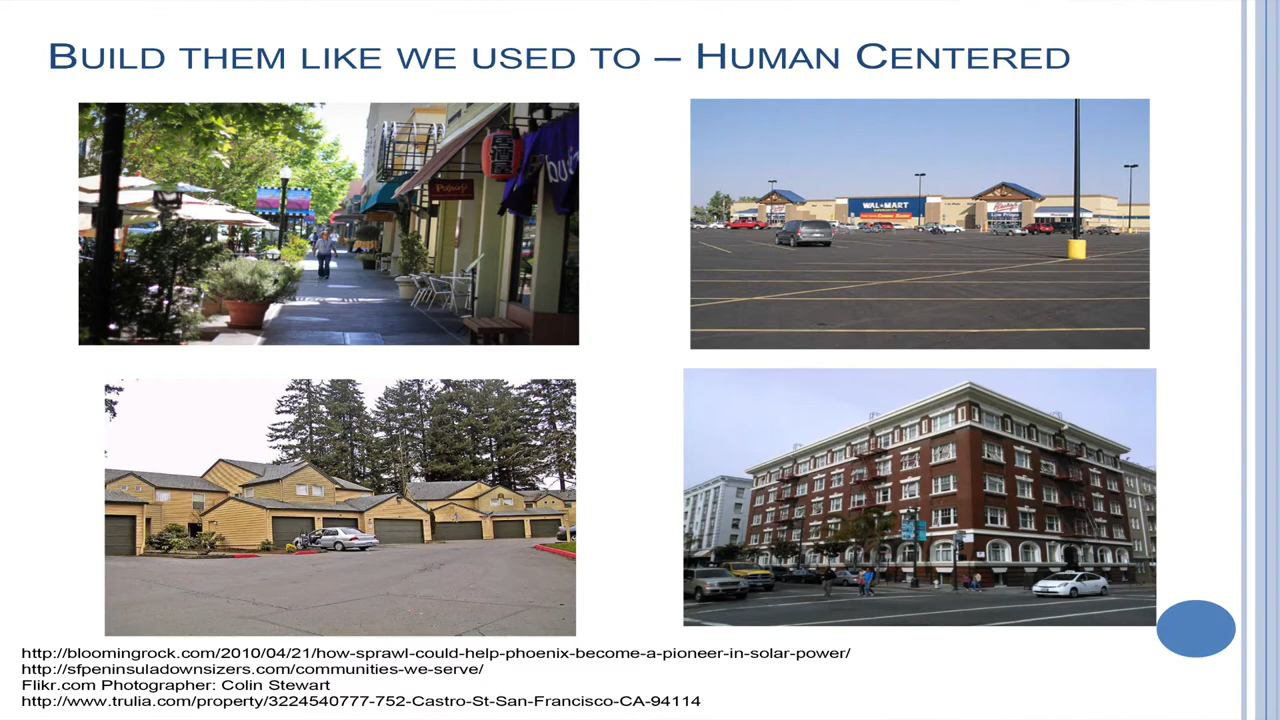 BUILD THEM LIKE WE USED TO – HUMAN CENTERED
WAL★MART
http://bloomingrock.com/2010/04/21/how-sprawl-could-help-phoenix-become-a-pioneer-in-solar-power/
http://sfpeninsuladownsizers.com/communities-we-serve/
Flikr.com Photographer: Colin Stewart
http://www.trulia.com/property/3224540777-752-Castro-St-San-Francisco-CA-94114